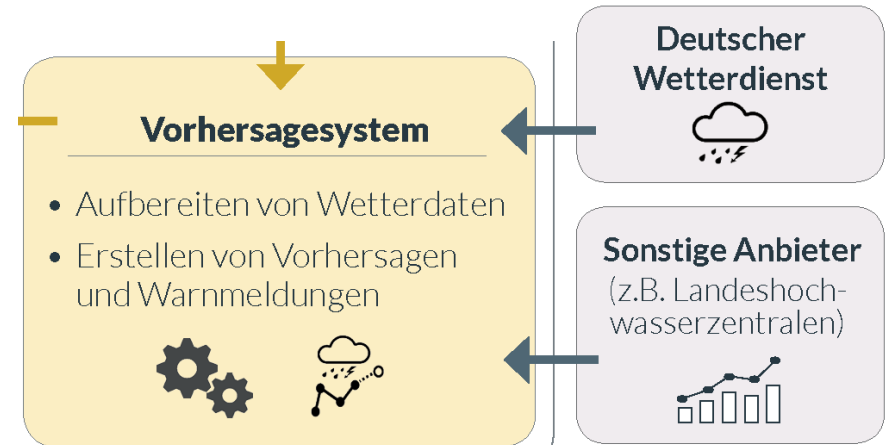 Vorhersagesystem
• Aufbereiten von Wetterdaten
• Erstellen von Vorhersagen
und Warnmeldungen
Deutscher
Wetterdienst
Sonstige Anbieter
(z.B. Landeshoch-
wasserzentralen)